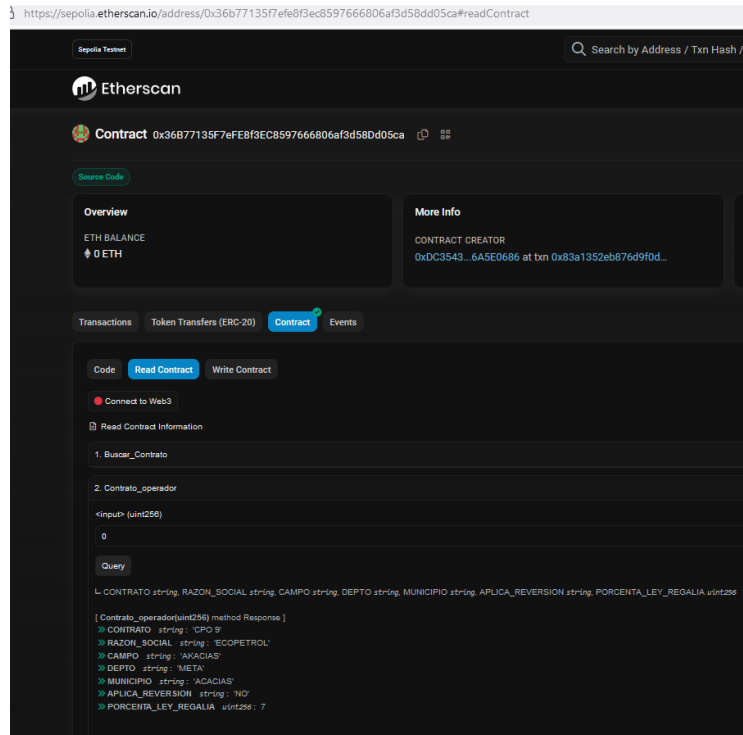 https://sepolia.etherscan.io/address/0x36b77135f7efe8f3ec8597666806af3d58dd05ca#readContract
Sepolia Testnet
Search by Address / Txn Hash /
Etherscan
Contract 0x36B77135F7eFE8f3EC8597666806af3d58Dd05ca
Source Code
Overview
More Info
ETH BALANCE
0 ETH
CONTRACT CREATOR
0xDC3543...6A5E0686 at txn 0x83a1352eb876d9f0d...
Transactions Token Transfers (ERC-20) Contract Events
Code Read Contract Write Contract
Connect to Web3
Read Contract Information
1. Buscar_Contrato
2. Contrato_operador
<input> (uint256)
0
Query
CONTRATO string, RAZON_SOCIAL string, CAMPO string, DEPTO string, MUNICIPIO string, APLICA_REVERSION string, PORCENTA_LEY_REGALIA uint256
[ Contrato_operador(uint256) method Response ]
>> CONTRATO string : 'CPO 9'
>> RAZON_SOCIAL string : 'ECOPETROL'
>> CAMPO string : 'AKACIAS'
>> DEPTO string : 'META'
>> MUNICIPIO string : 'ACACIAS'
>> APLICA_REVERSION string : 'NO'
>> PORCENTA_LEY_REGALIA uint256 : 7